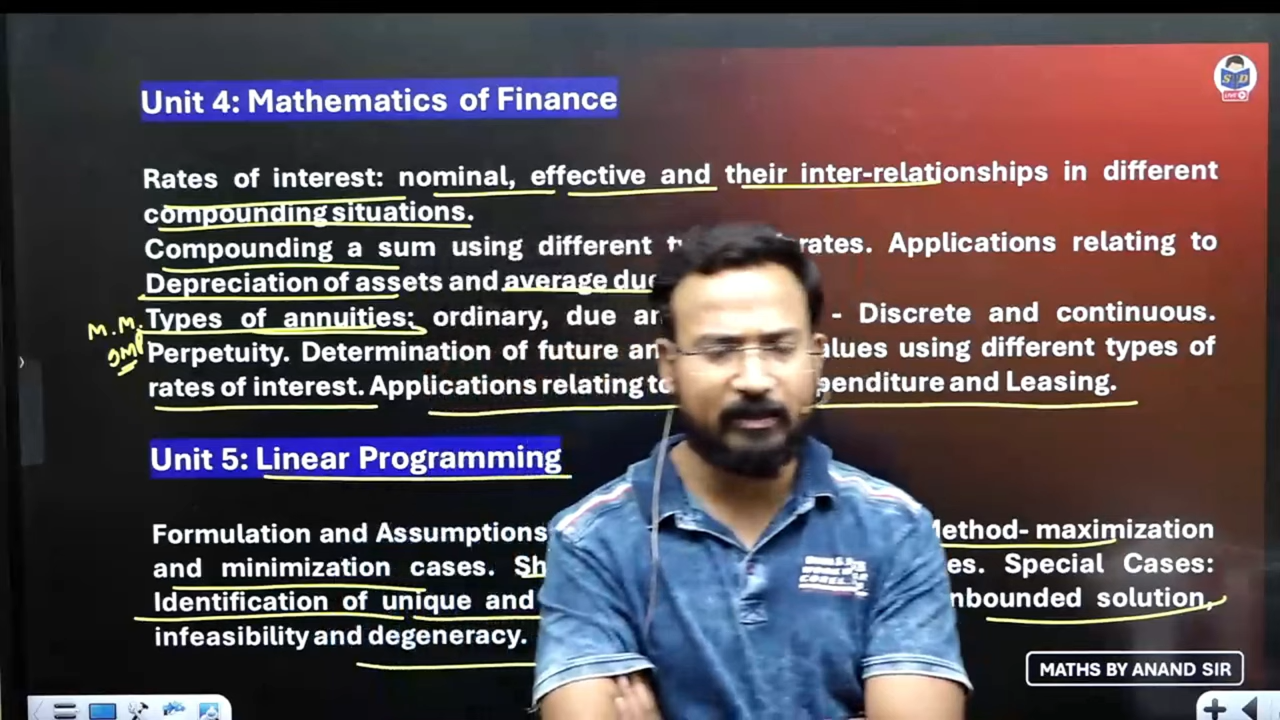 Unit 4: Mathematics of Finance
S D
LIVE
Rates of interest: nominal, effective and their inter-relationships in different
compounding situations.
Compounding a sum using different rates. Applications relating to
Depreciation of assets and average due
M.M. Types of annuities: ordinary, due - Discrete and continuous.
IMP Perpetuity. Determination of future using different types of
rates of interest. Applications relating to and Leasing.
Unit 5: Linear Programming
Formulation and Assumptions Method- maximization
and minimization cases. Special Cases:
Identification of unique and solution,
infeasibility and degeneracy.
MATHS BY ANAND SIR